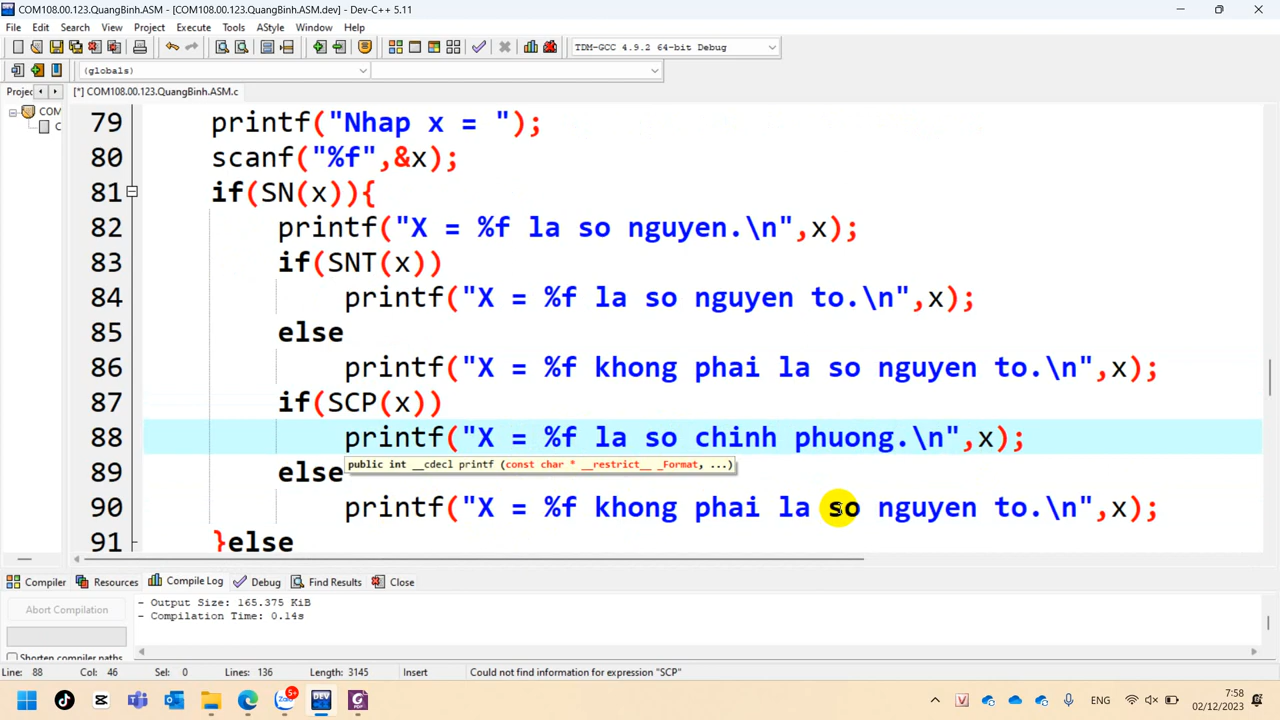 COM108.00.123.QuangBinh.ASM - [COM108.00.123.QuangBinh.ASM.dev] - Dev-C++ 5.11
File Edit Search View Project Execute Tools AStyle Window Help
TDM-GCC 4.9.2 64-bit Debug
(globals)
Projec [*] COM108.00.123.QuangBinh.ASM.c
COM
79 printf("Nhap x = ");
80 scanf("%f",&x);
81 if(SN(x)){
82 printf("X = %f la so nguyen.\n",x);
83 if(SNT(x))
84 printf("X = %f la so nguyen to.\n",x);
85 else
86 printf("X = %f khong phai la so nguyen to.\n",x);
87 if(SCP(x))
88 printf("X = %f la so chinh phuong.\n",x);
public int __cdecl printf (const char * __restrict__ _Format, ...)
89 else
90 printf("X = %f khong phai la so nguyen to.\n",x);
91 }else
Compiler Resources Compile Log Debug Find Results Close
Abort Compilation
- Output Size: 165.375 KiB
- Compilation Time: 0.14s
Shorten compiler paths
Line: 88 Col: 46 Sel: 0 Lines: 136 Length: 3145 Insert Could not find information for expression "SCP"
5+
Zalo
DEV
V
ENG
7:58
02/12/2023